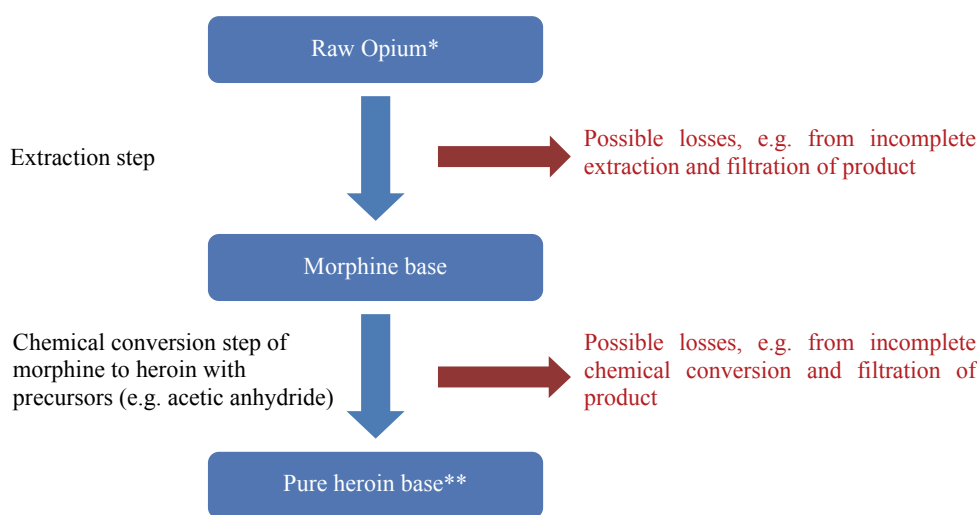 Raw Opium*
Extraction step
Possible losses, e.g. from incomplete
extraction and filtration of product
Morphine base
Chemical conversion step of
morphine to heroin with
precursors (e.g. acetic anhydride)
Possible losses, e.g. from incomplete
chemical conversion and filtration of
product
Pure heroin base**